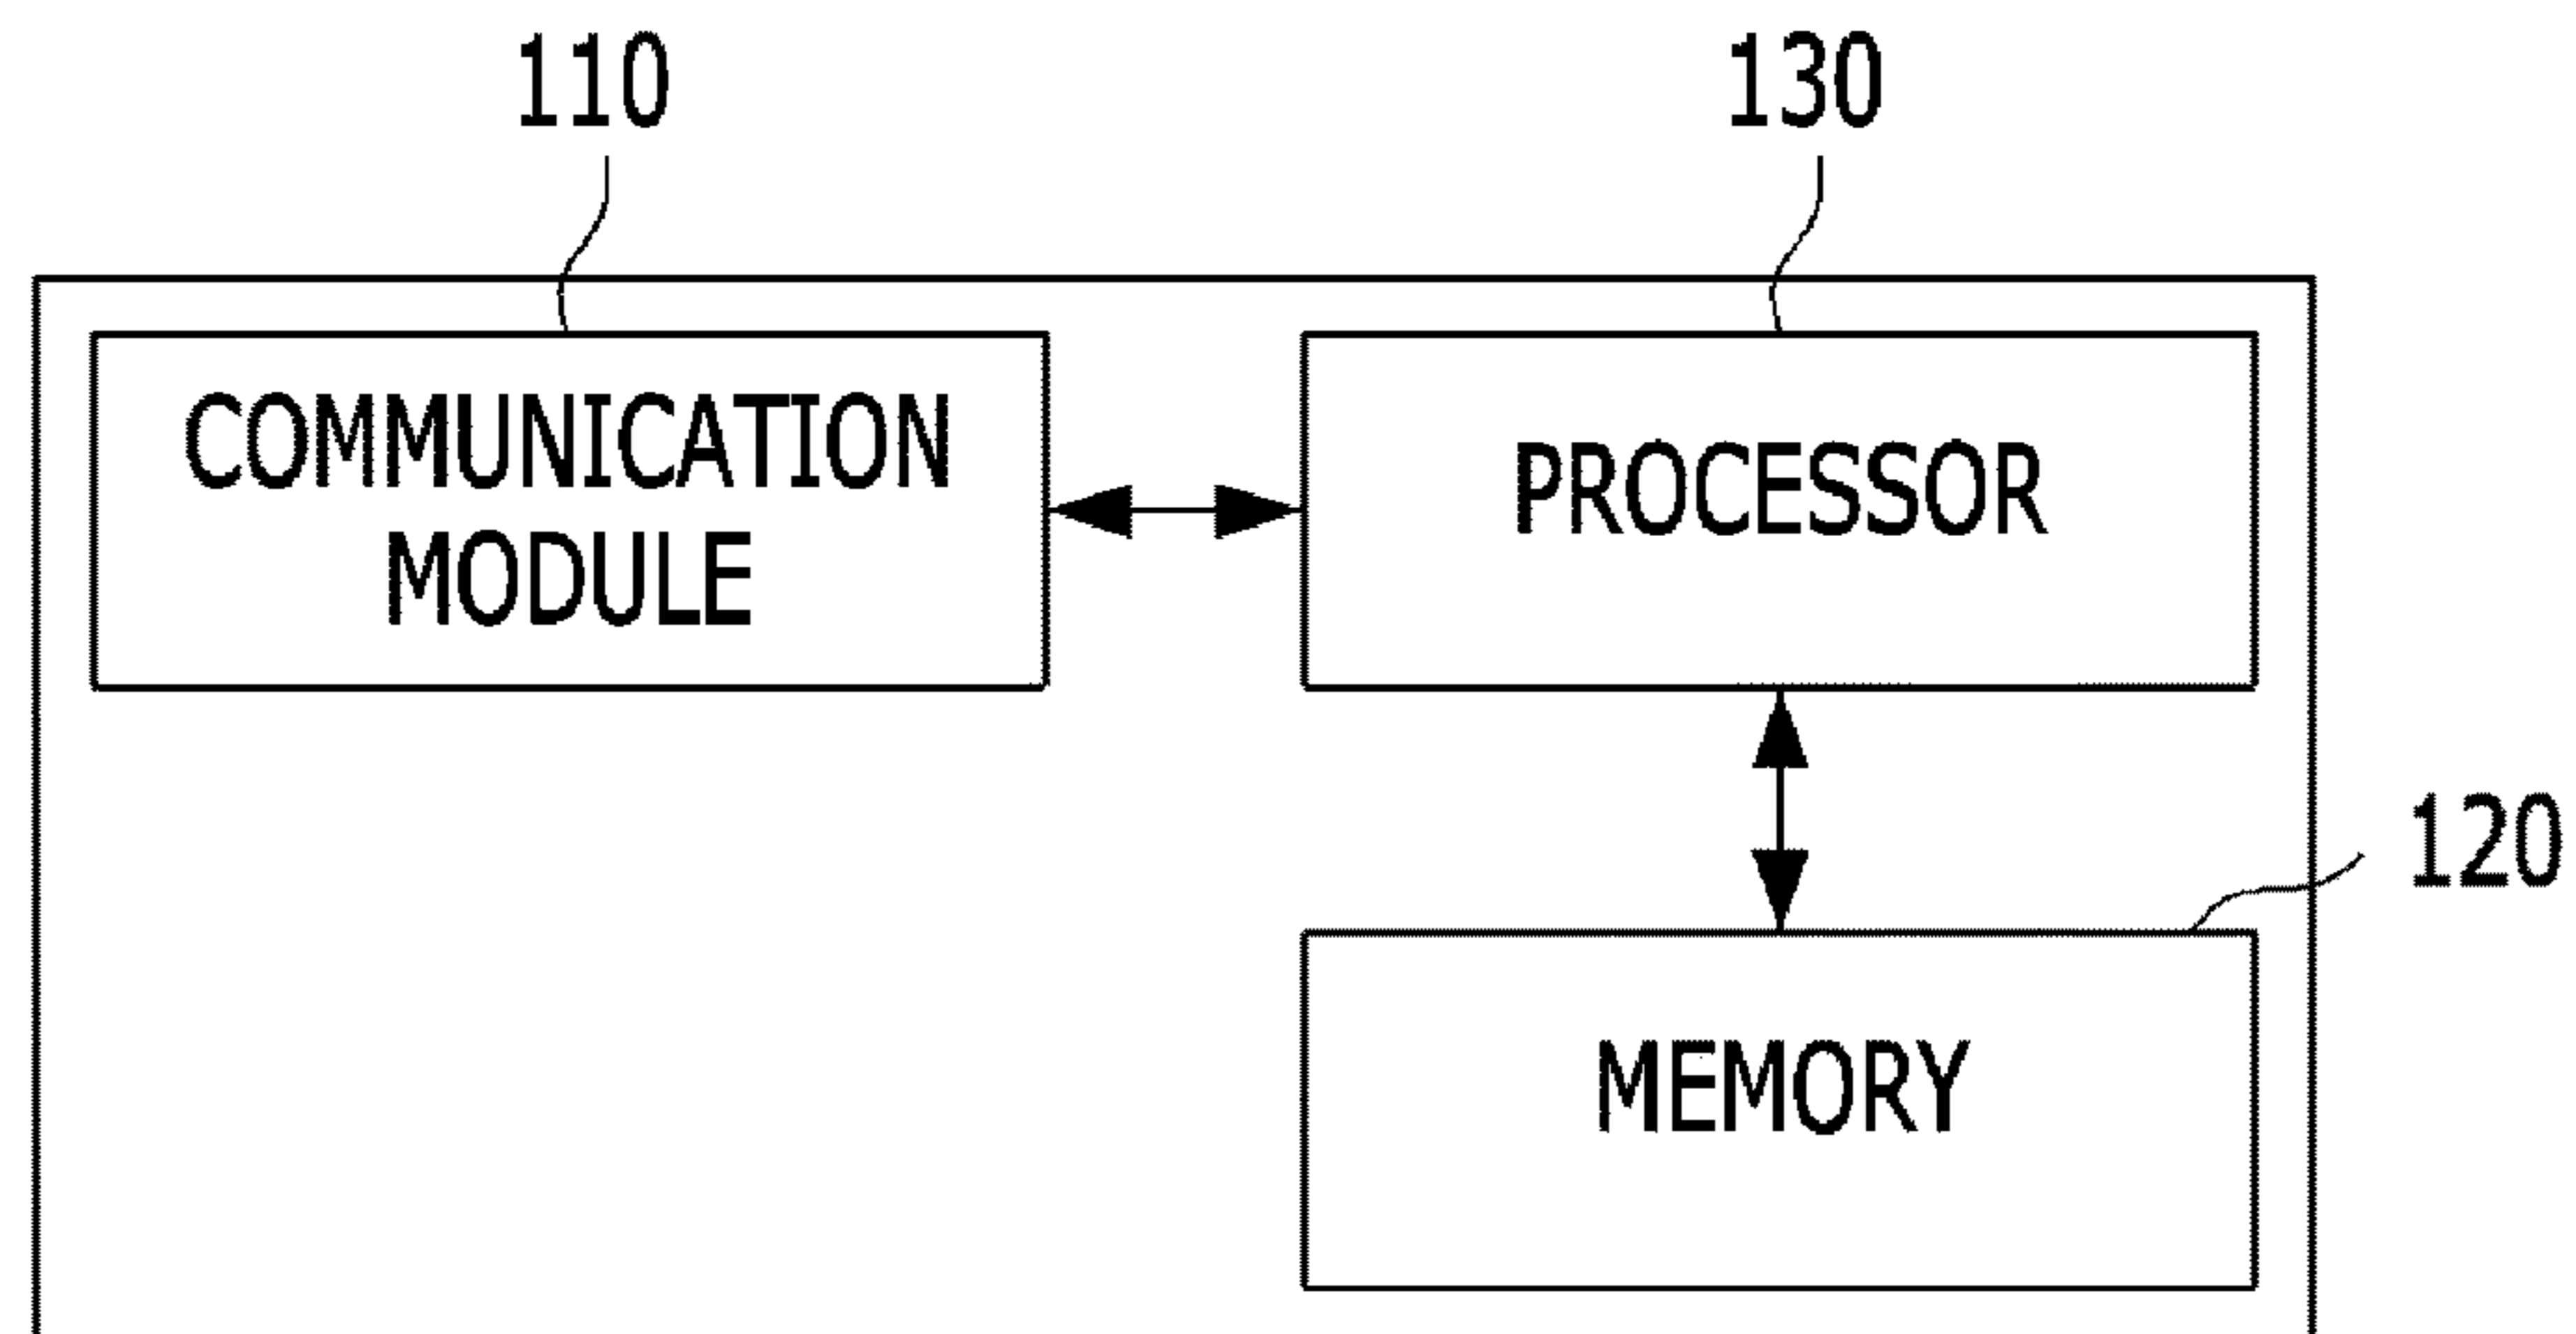 110
130
COMMUNICATION
MODULE
PROCESSOR
120
MEMORY